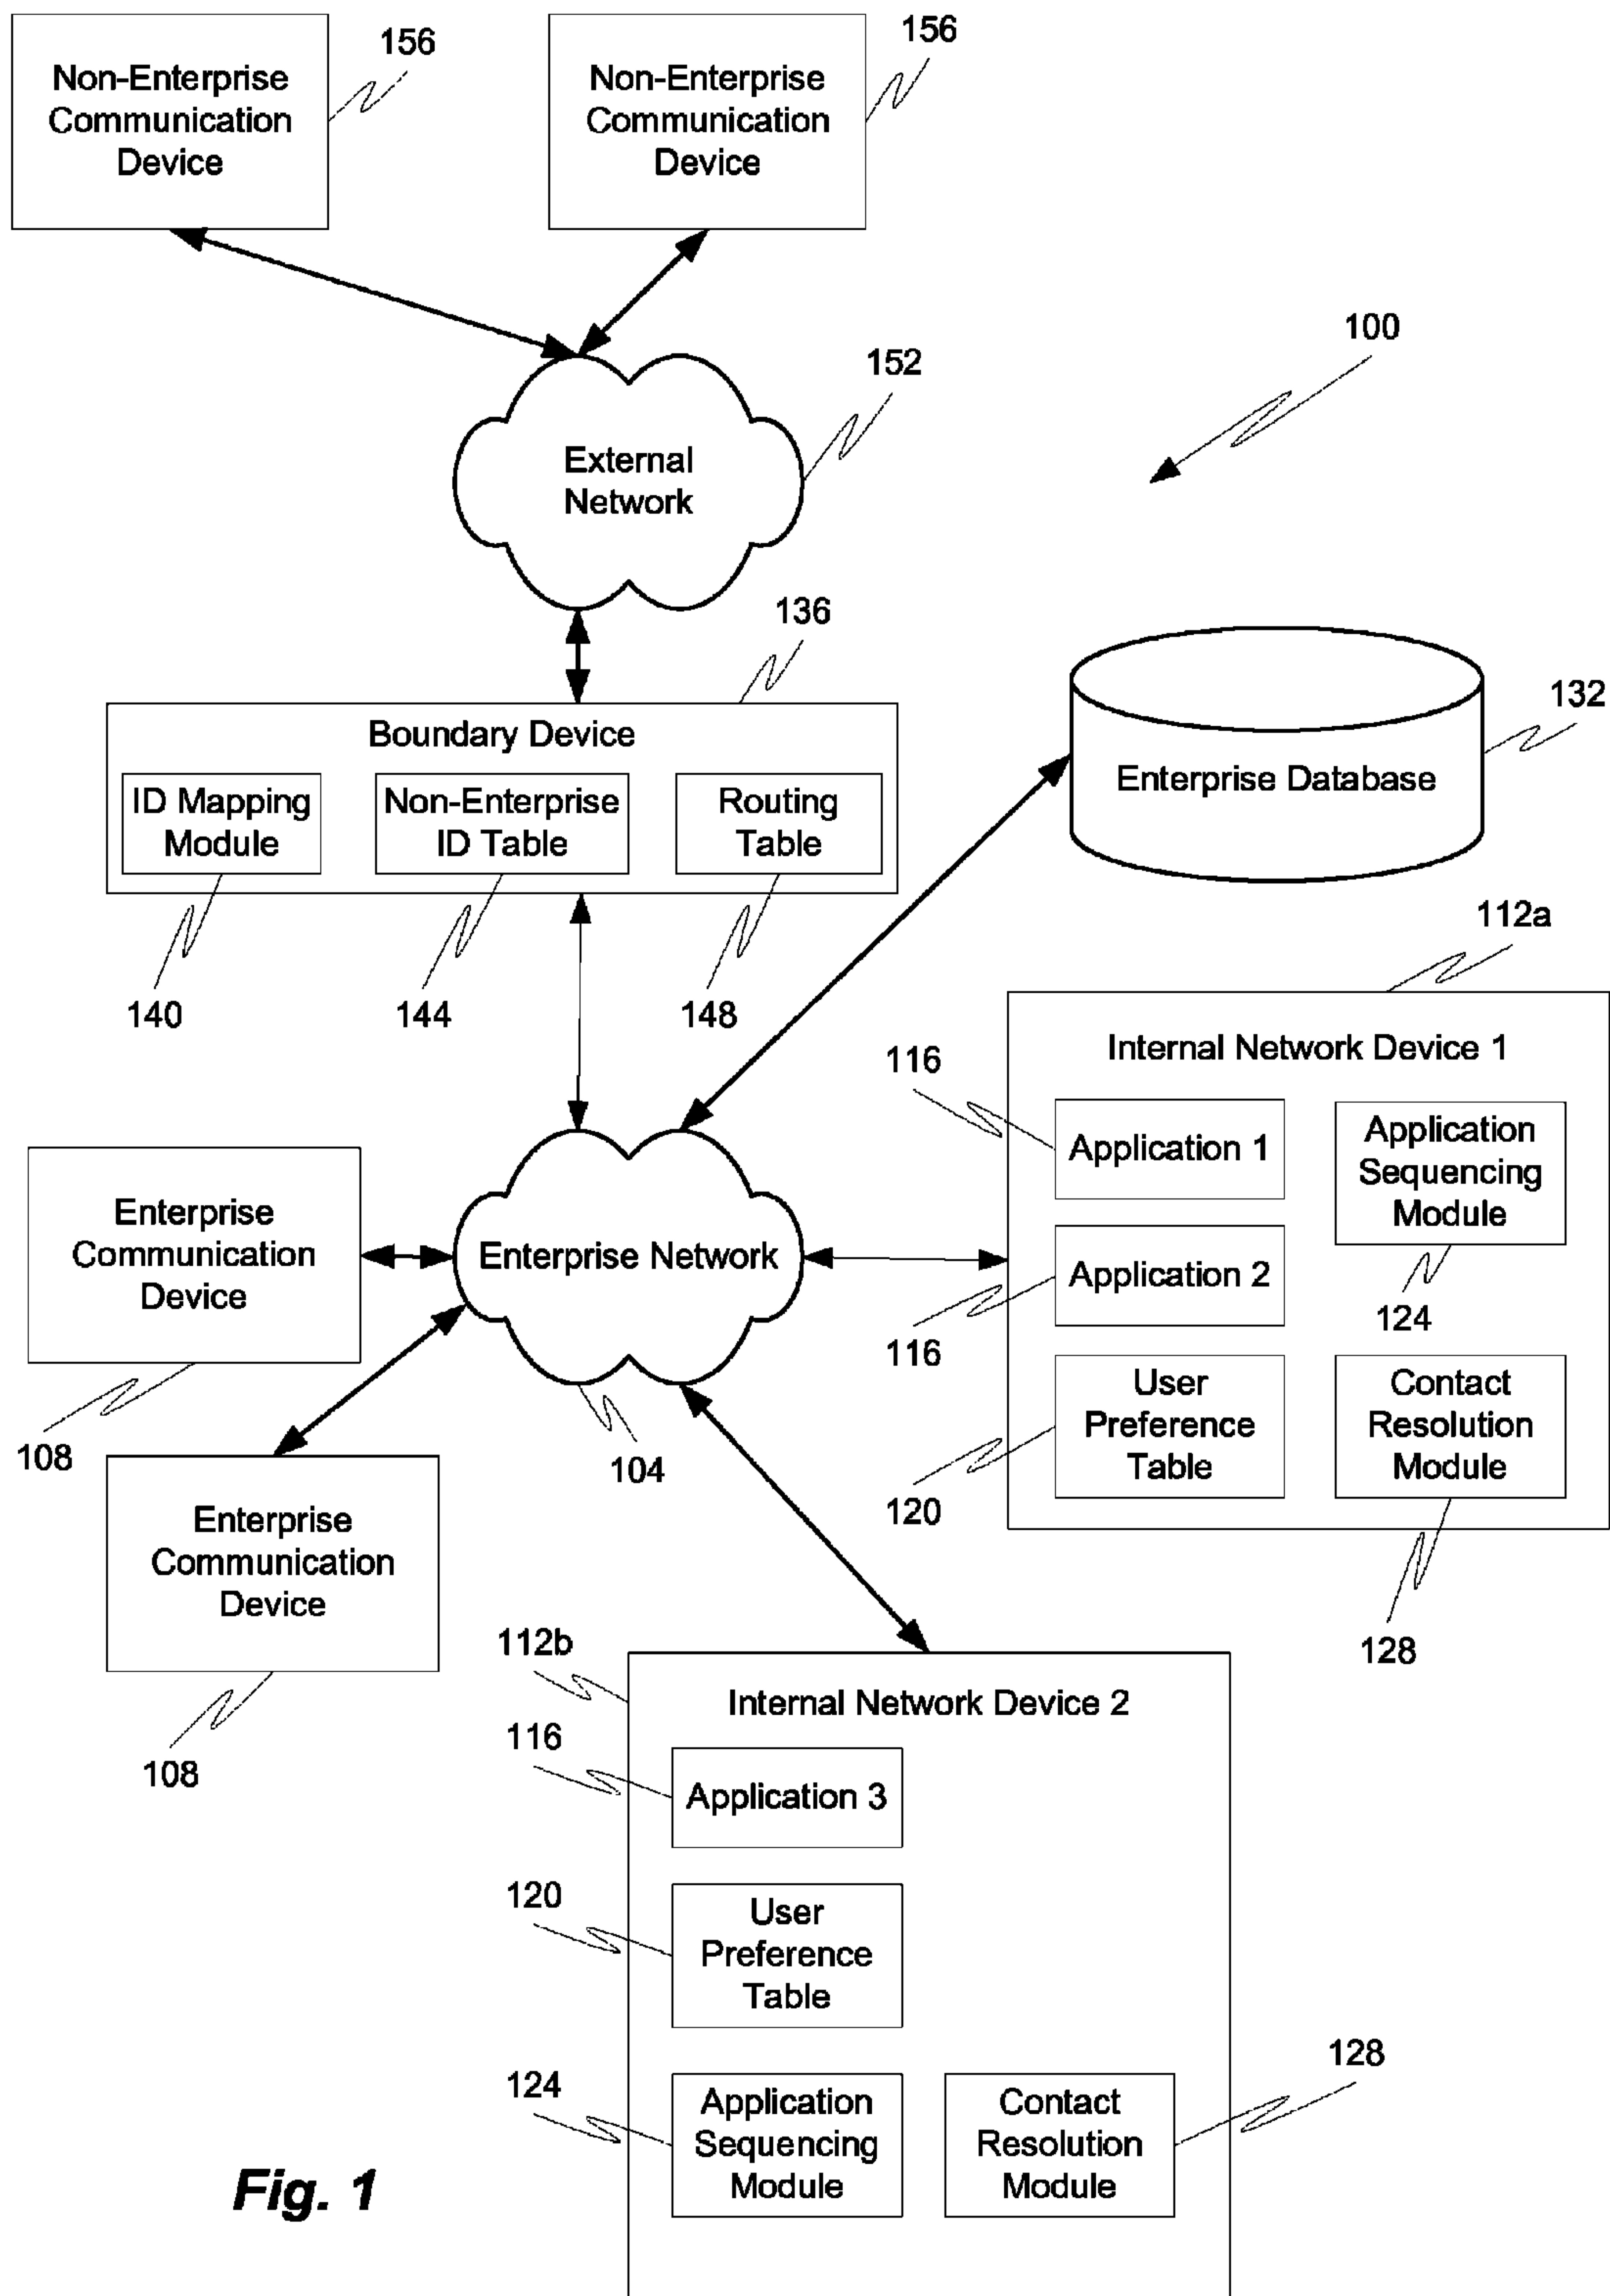 156
156
Non-Enterprise
Communication
Device
Non-Enterprise
Communication
Device
100
152
External
Network
136
132
Boundary Device
ID Mapping
Module
Non-Enterprise
ID Table
Routing
Table
Enterprise Database
140
144
148
112a
Internal Network Device 1
116
Application 1
Application
Sequencing
Module
Enterprise
Communication
Device
Enterprise Network
Application 2
116
124
User
Preference
Table
Contact
Resolution
Module
108
104
120
128
Enterprise
Communication
Device
108
112b
Internal Network Device 2
116
Application 3
120
User
Preference
Table
124
Application
Sequencing
Module
Contact
Resolution
Module
128
Fig. 1